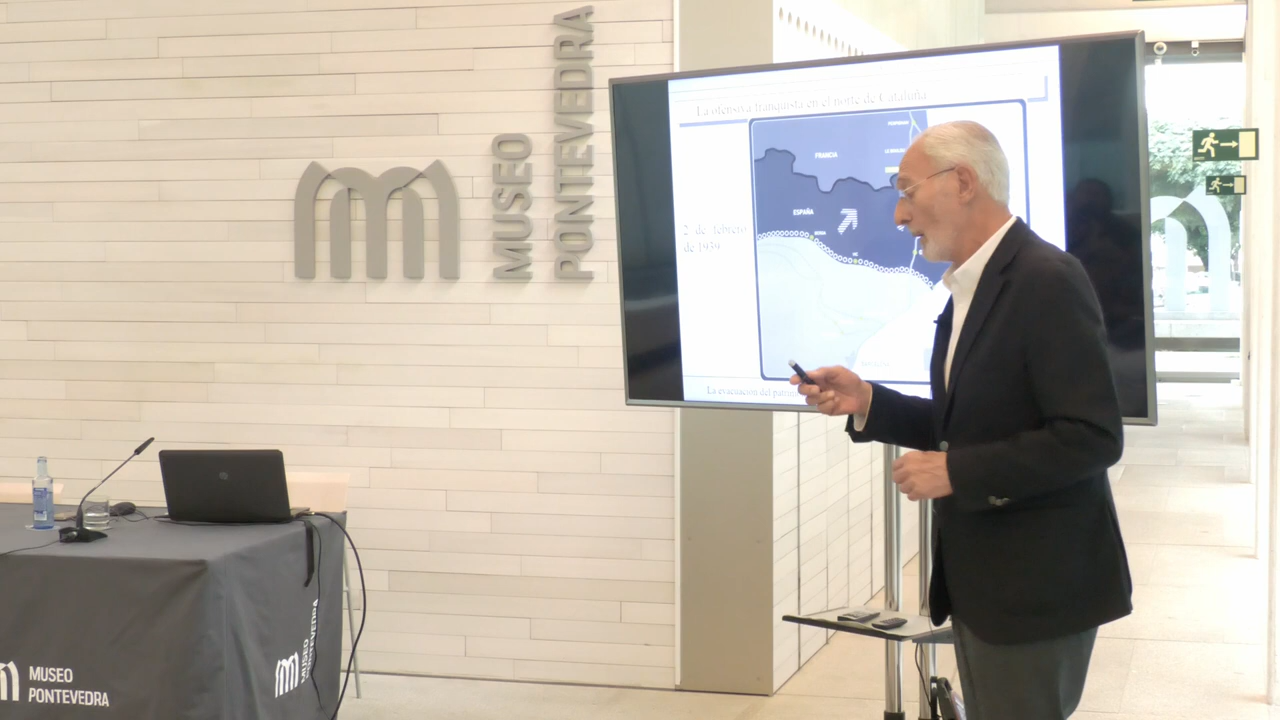 MUSEO
PONTEVEDRA
La ofensiva franquista en el norte de Cataluña
FRANCIA
ESPAÑA
2 de febrero
de 1939
La evacuación del
MUSEO
PONTEVEDRA
MUSEO
PONTEVEDRA